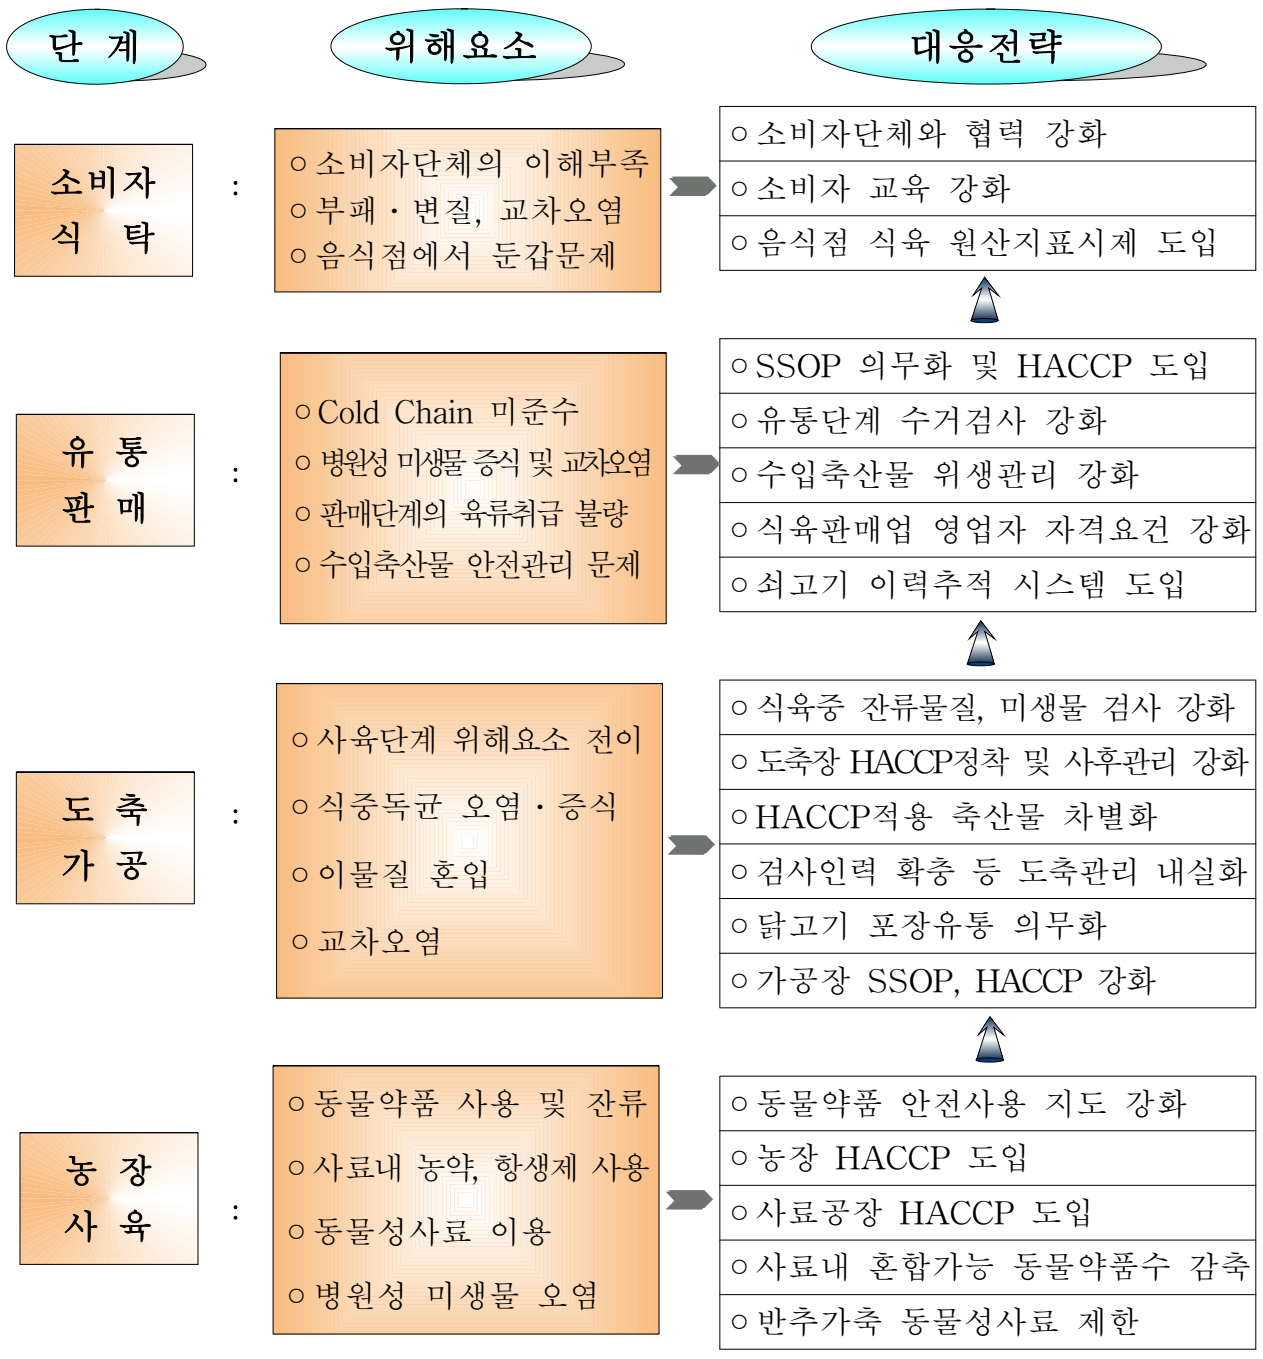 단 계
위해요소
대응전략
소비자
식 탁
:
○ 소비자단체의 이해부족
○ 부패 · 변질, 교차오염
○ 음식점에서 둔갑문제
○ 소비자단체와 협력 강화
○ 소비자 교육 강화
○ 음식점 식육 원산지표시제 도입
유 통
판 매
:
○ Cold Chain 미준수
○ 병원성 미생물 증식 및 교차오염
○ 판매단계의 육류취급 불량
○ 수입축산물 안전관리 문제
○ SSOP 의무화 및 HACCP 도입
○ 유통단계 수거검사 강화
○ 수입축산물 위생관리 강화
○ 식육판매업 영업자 자격요건 강화
○ 쇠고기 이력추적 시스템 도입
도 축
가 공
:
○ 사육단계 위해요소 전이
○ 식중독균 오염 · 증식
○ 이물질 혼입
○ 교차오염
○ 식육중 잔류물질, 미생물 검사 강화
○ 도축장 HACCP정착 및 사후관리 강화
○ HACCP적용 축산물 차별화
○ 검사인력 확충 등 도축관리 내실화
○ 닭고기 포장유통 의무화
○ 가공장 SSOP, HACCP 강화
농 장
사 육
:
○ 동물약품 사용 및 잔류
○ 사료내 농약, 항생제 사용
○ 동물성사료 이용
○ 병원성 미생물 오염
○ 동물약품 안전사용 지도 강화
○ 농장 HACCP 도입
○ 사료공장 HACCP 도입
○ 사료내 혼합가능 동물약품수 감축
○ 반추가축 동물성사료 제한